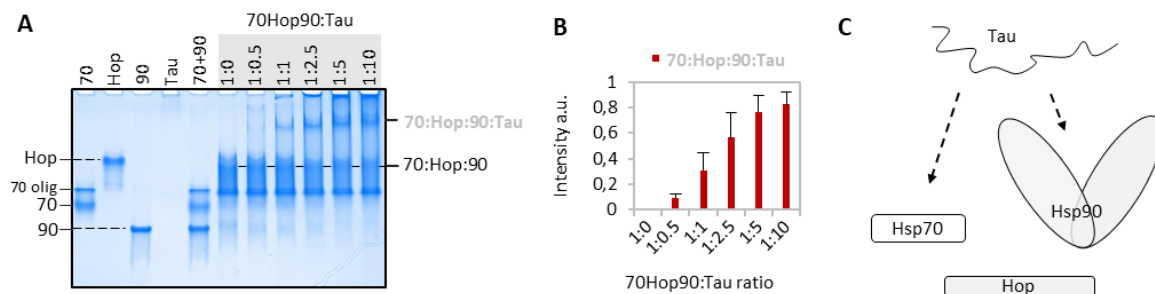 A
70Hop90:Tau
70
Hop
90
Tau
70+90
1:0
1:0.5
1:1
1:2.5
1:5
1:10
70:Hop:90:Tau
Hop
70:Hop:90
70 olig
70
90
B
70:Hop:90:Tau
Intensity a.u.
1
0,8
0,6
0,4
0,2
0
1:0
1:0.5
1:1
1:2.5
1:5
1:10
70Hop90:Tau ratio
C
Tau
Hsp90
Hsp70
Hop